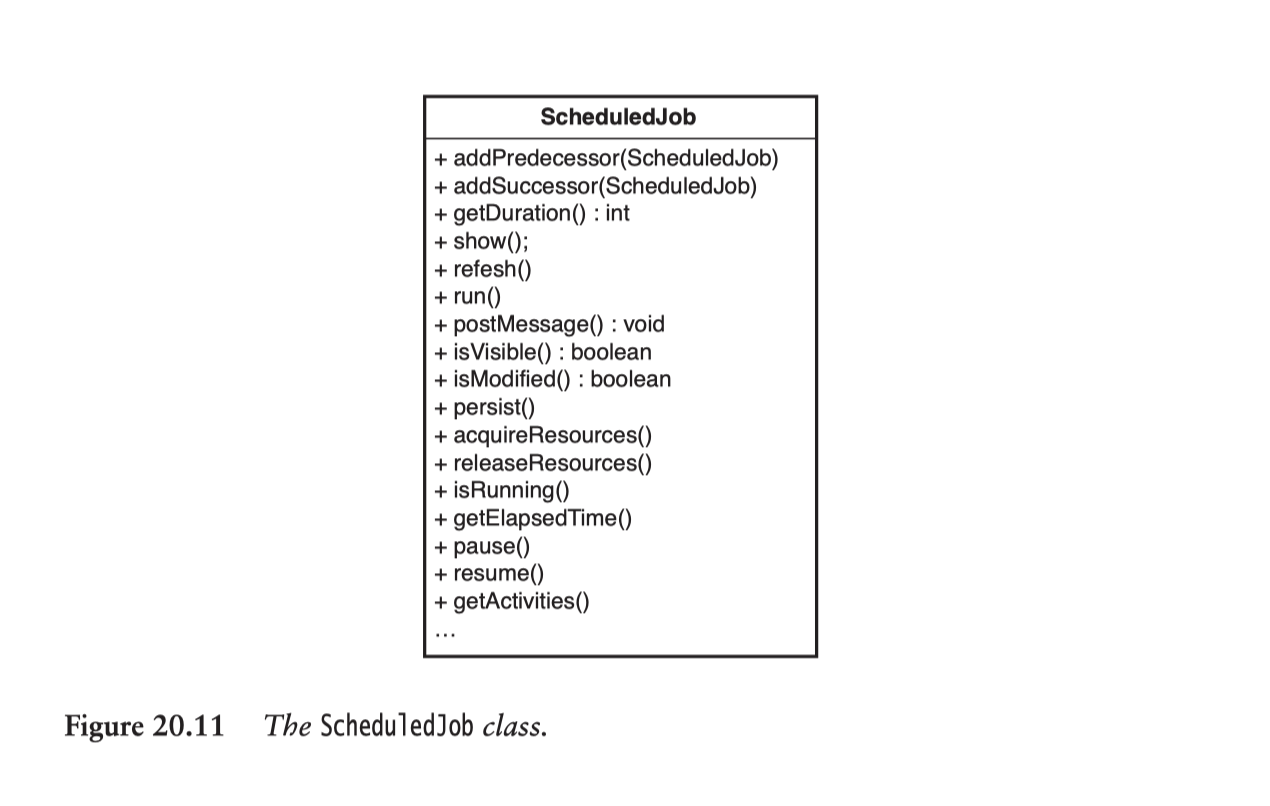 ScheduledJob
+ addPredecessor(ScheduledJob)
+ addSuccessor(ScheduledJob)
+ getDuration() : int
+ show();
+ refesh()
+ run()
+ postMessage() : void
+ isVisible() : boolean
+ isModified() : boolean
+ persist()
+ acquireResources()
+ releaseResources()
+ isRunning()
+ getElapsedTime()
+ pause()
+ resume()
+ getActivities()
...
Figure 20.11 The ScheduledJob class.